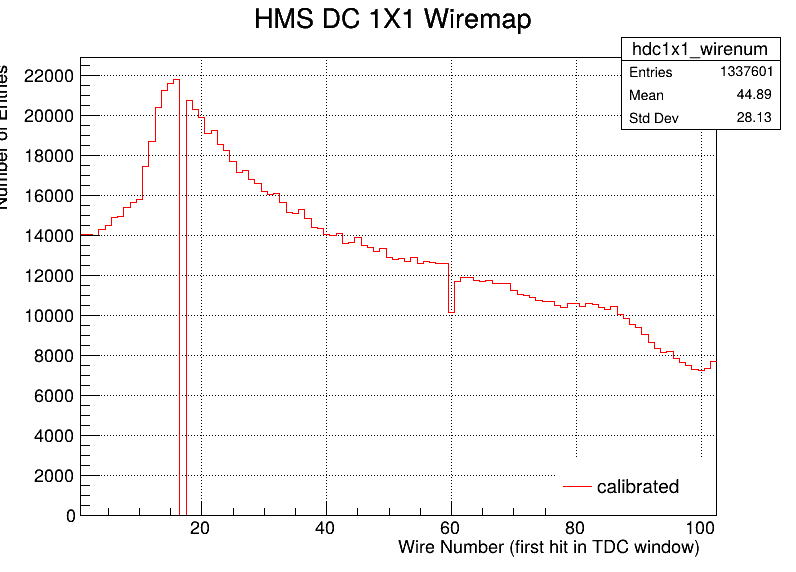 HMS DC 1X1 Wiremap
hdc1x1_wirenum
Entries 1337601
Mean 44.89
Std Dev 28.13
Number of Entries
22000
20000
18000
16000
14000
12000
10000
8000
6000
4000
2000
0
calibrated
20 40 60 80 100
Wire Number (first hit in TDC window)